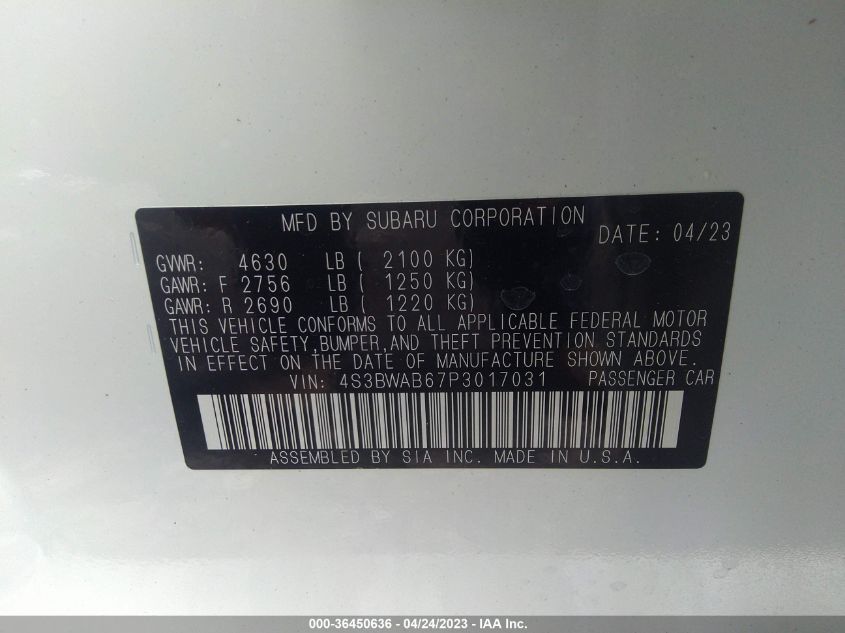 MFD BY SUBARU CORPORATION
DATE: 04/23
GVWR: 4630 LB ( 2100 KG)
GAWR: F 2756 LB ( 1250 KG)
GAWR: R 2690 LB ( 1220 KG)
THIS VEHICLE CONFORMS TO ALL APPLICABLE FEDERAL MOTOR
VEHICLE SAFETY,BUMPER,AND THEFT PREVENTION STANDARDS
IN EFFECT ON THE DATE OF MANUFACTURE SHOWN ABOVE.
VIN: 4S3BWAB67P3017031 PASSENGER CAR
ASSEMBLED BY SIA INC. MADE IN U.S.A.
000-36450636 - 04/24/2023 - IAA Inc.